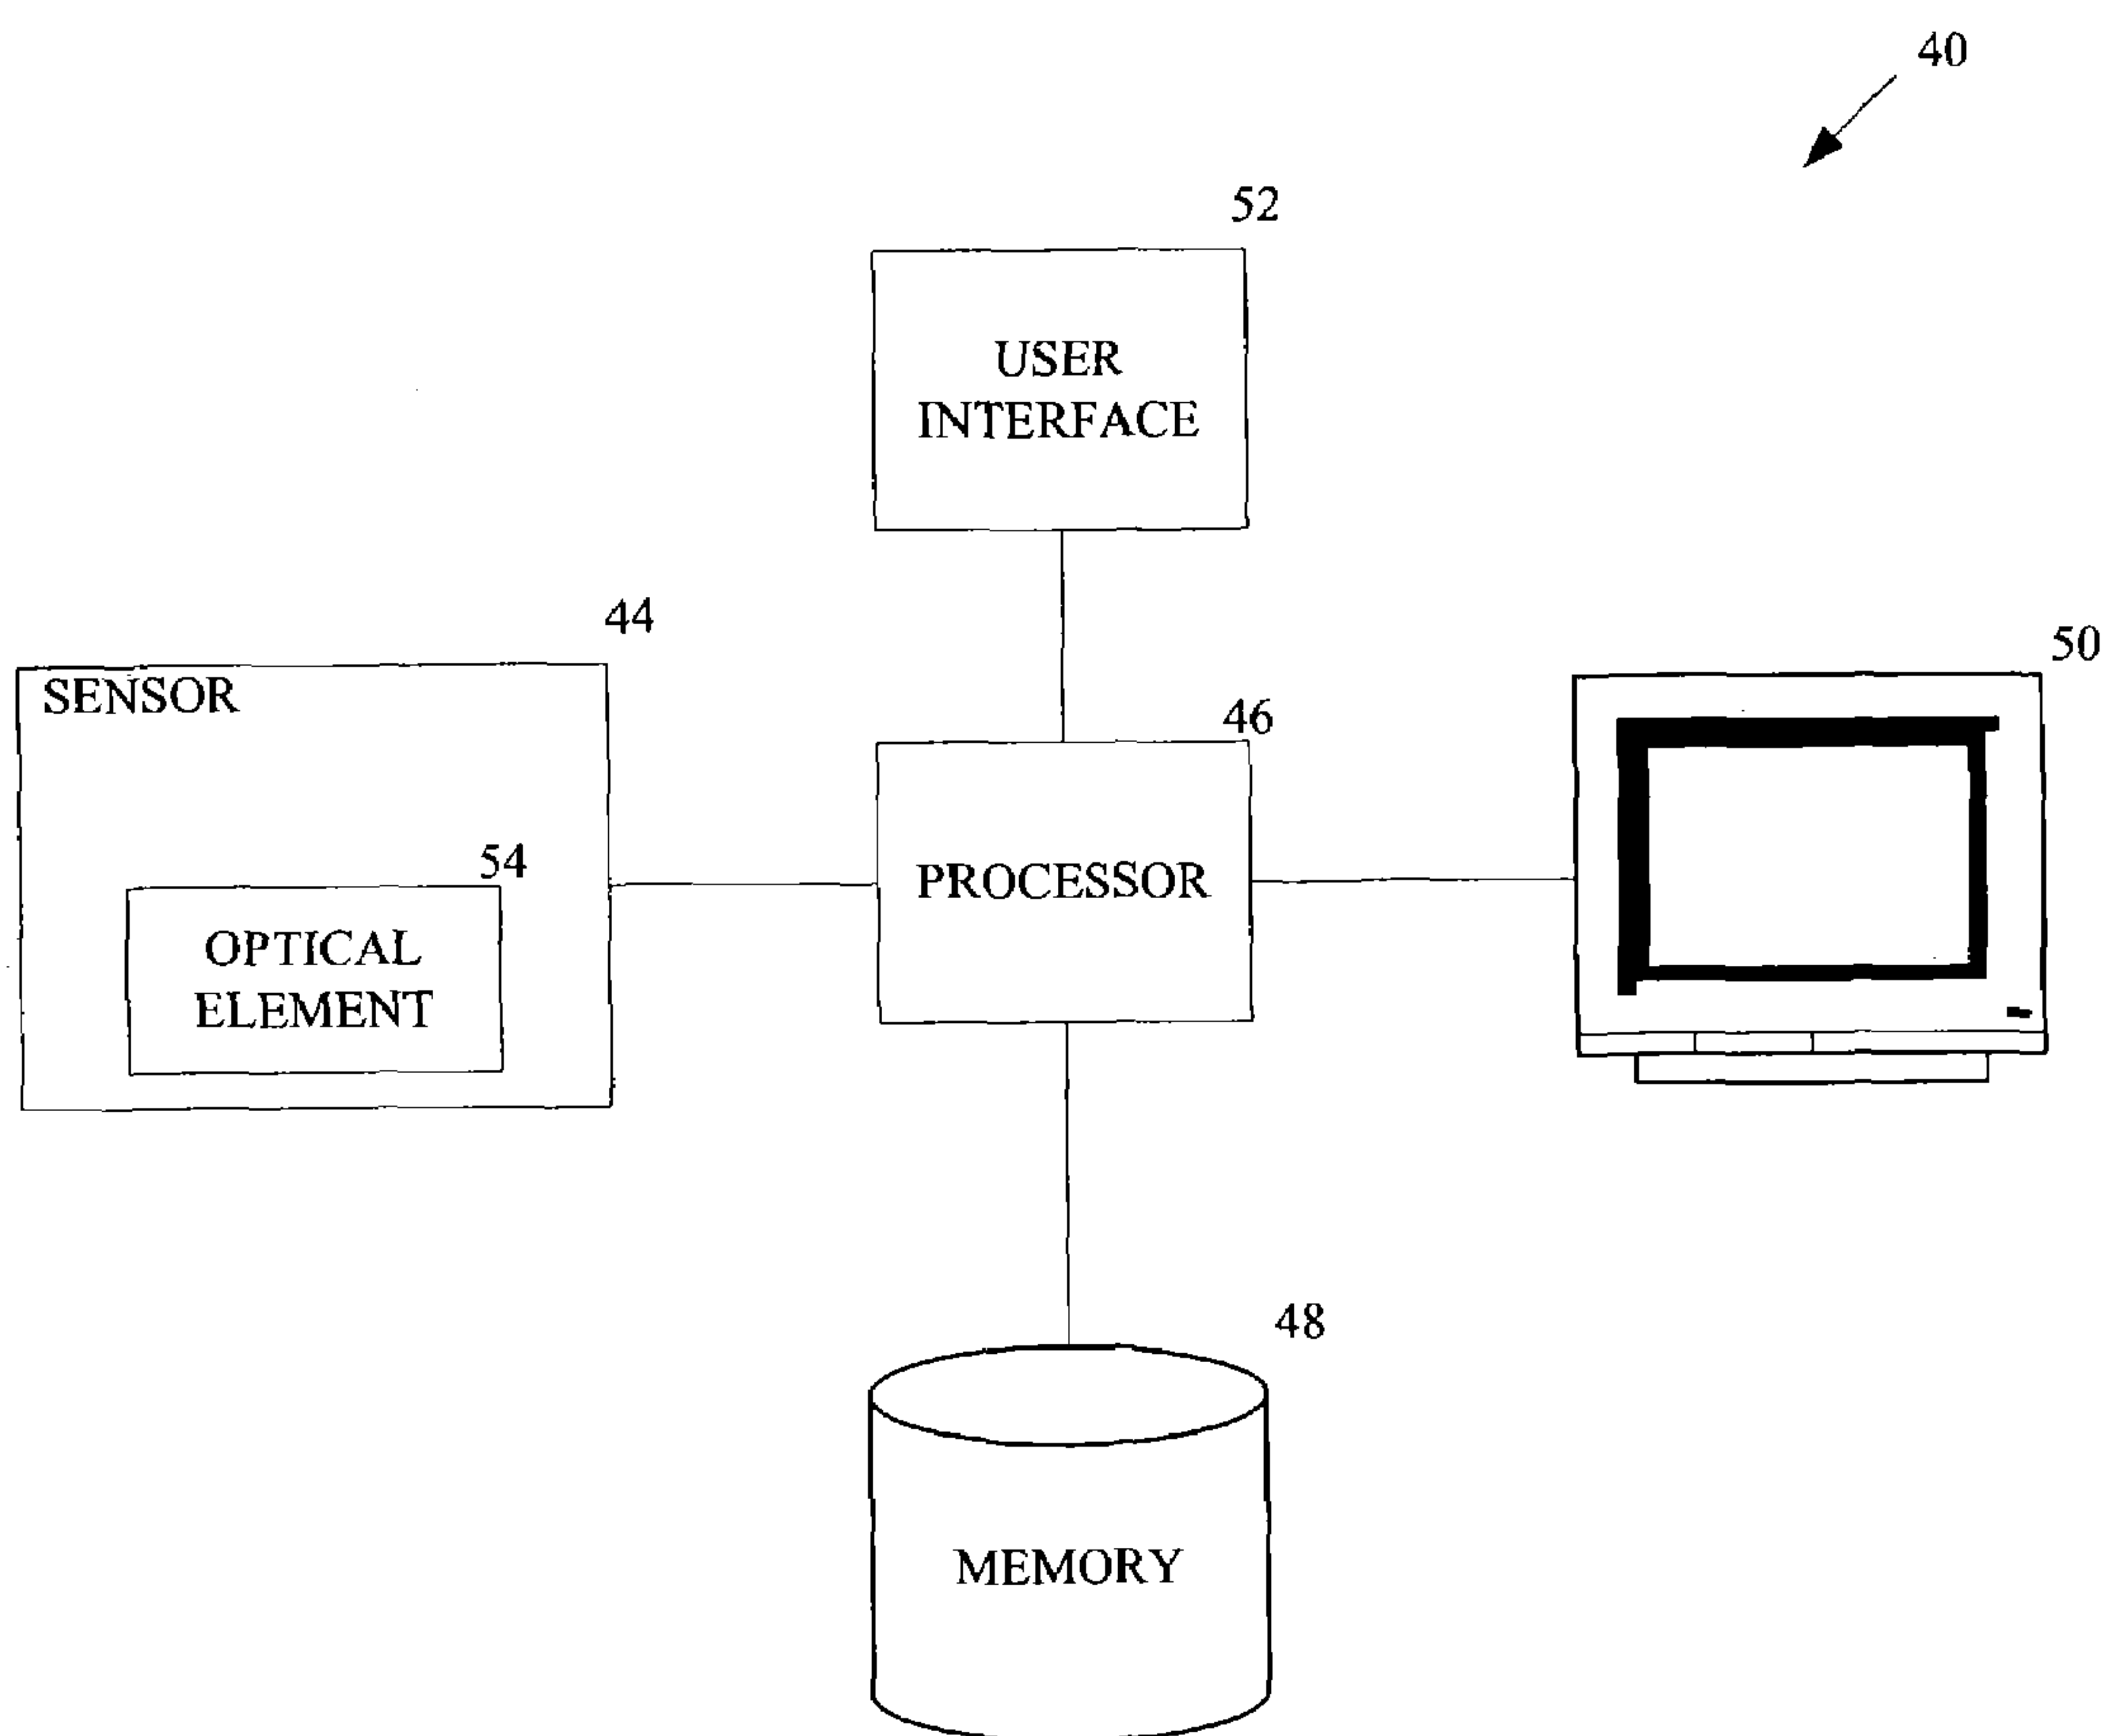 40
52
USER
INTERFACE
44
SENSOR
50
46
54
PROCESSOR
OPTICAL
ELEMENT
48
MEMORY